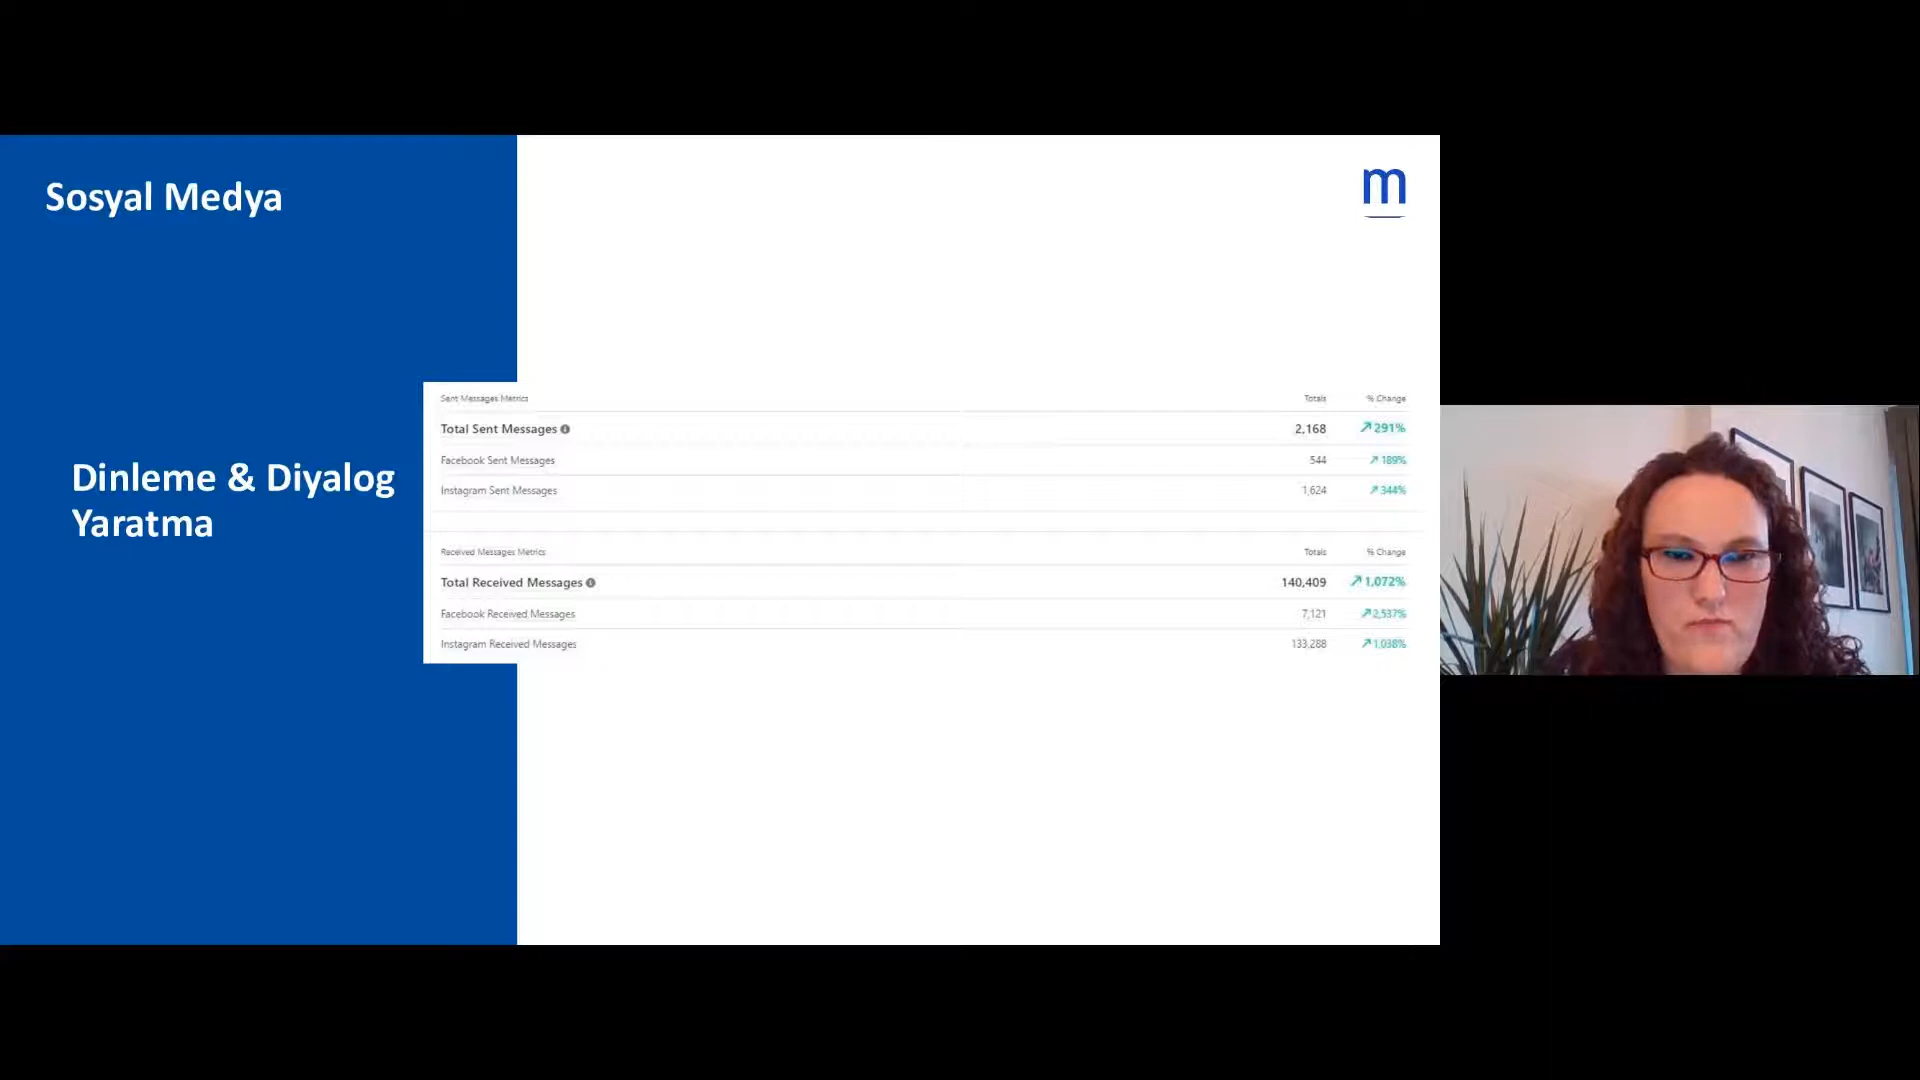 Sosyal Medya
m
Dinleme & Diyalog
Yaratma
Sent Messages Metrics Totals % Change
Total Sent Messages 2,168 291%
Facebook Sent Messages 544 189%
Instagram Sent Messages 1,624 344%
Received Messages Metrics Totals % Change
Total Received Messages 140,409 1,072%
Facebook Received Messages 7,121 2,537%
Instagram Received Messages 133,288 1,038%